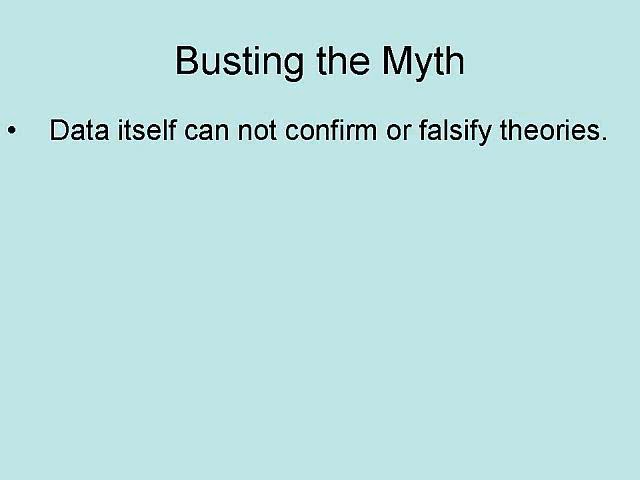 Busting the Myth
• Data itself can not confirm or falsify theories.